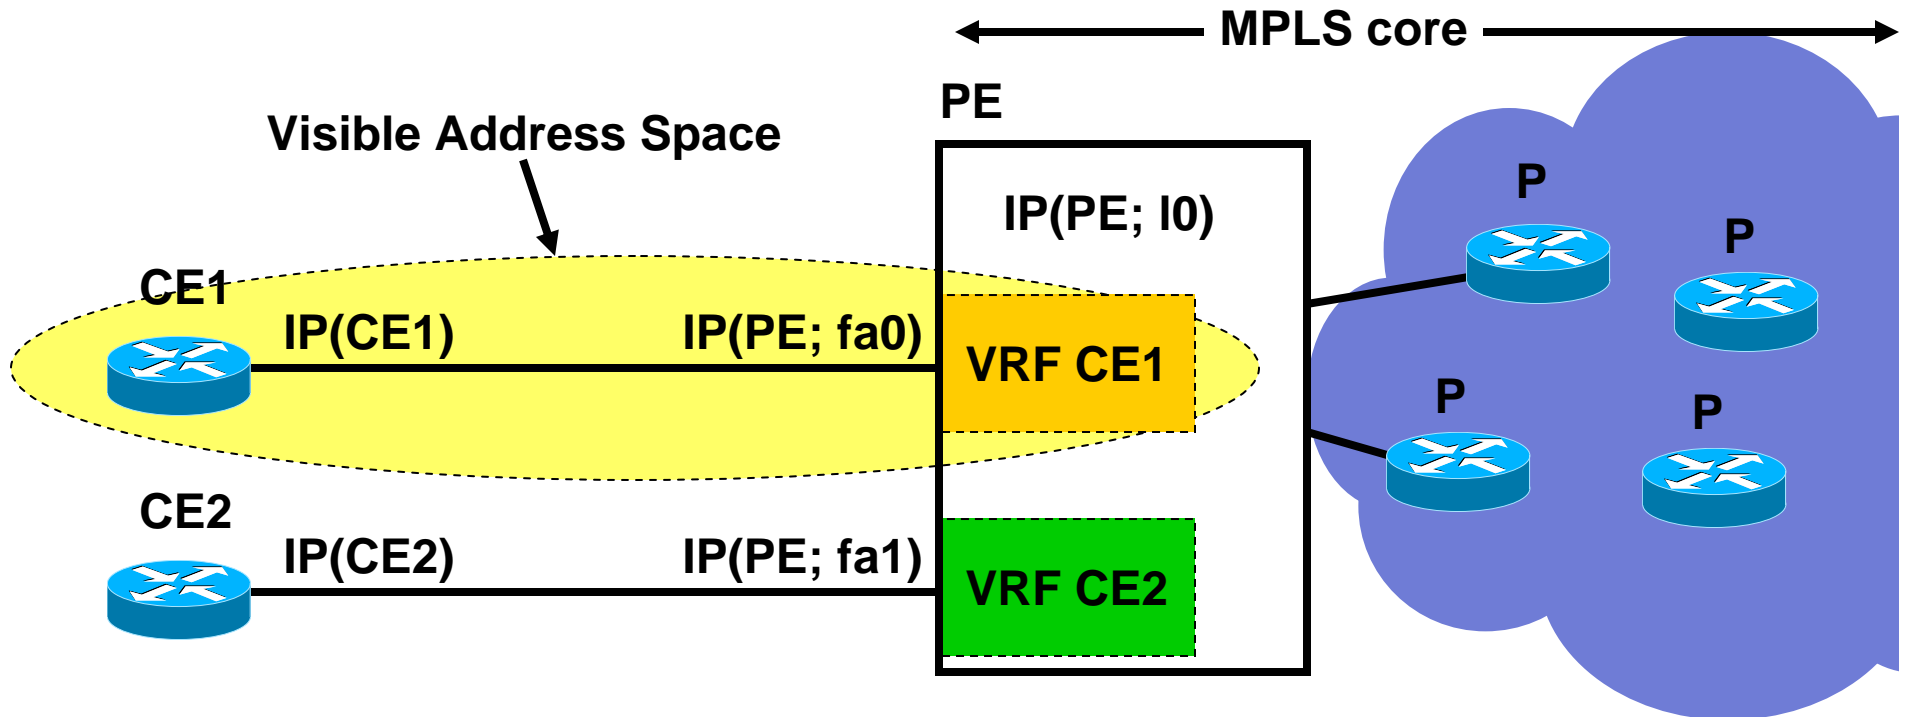 MPLS core
PE
Visible Address Space
P
IP(PE; l0)
P
CE1
IP(CE1)
IP(PE; fa0)
VRF CE1
P
P
CE2
IP(CE2)
IP(PE; fa1)
VRF CE2